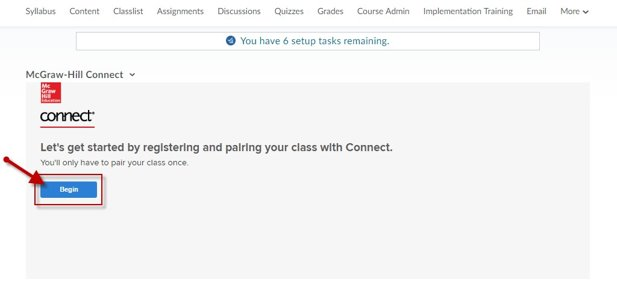 Syllabus Content Classlist Assignments Discussions Quizzes Grades Course Admin Implementation Training Email More
You have 6 setup tasks remaining.
McGraw-Hill Connect
Mc
Graw
Hill
Education
connect®
Let's get started by registering and pairing your class with Connect.
You'll only have to pair your class once.
Begin